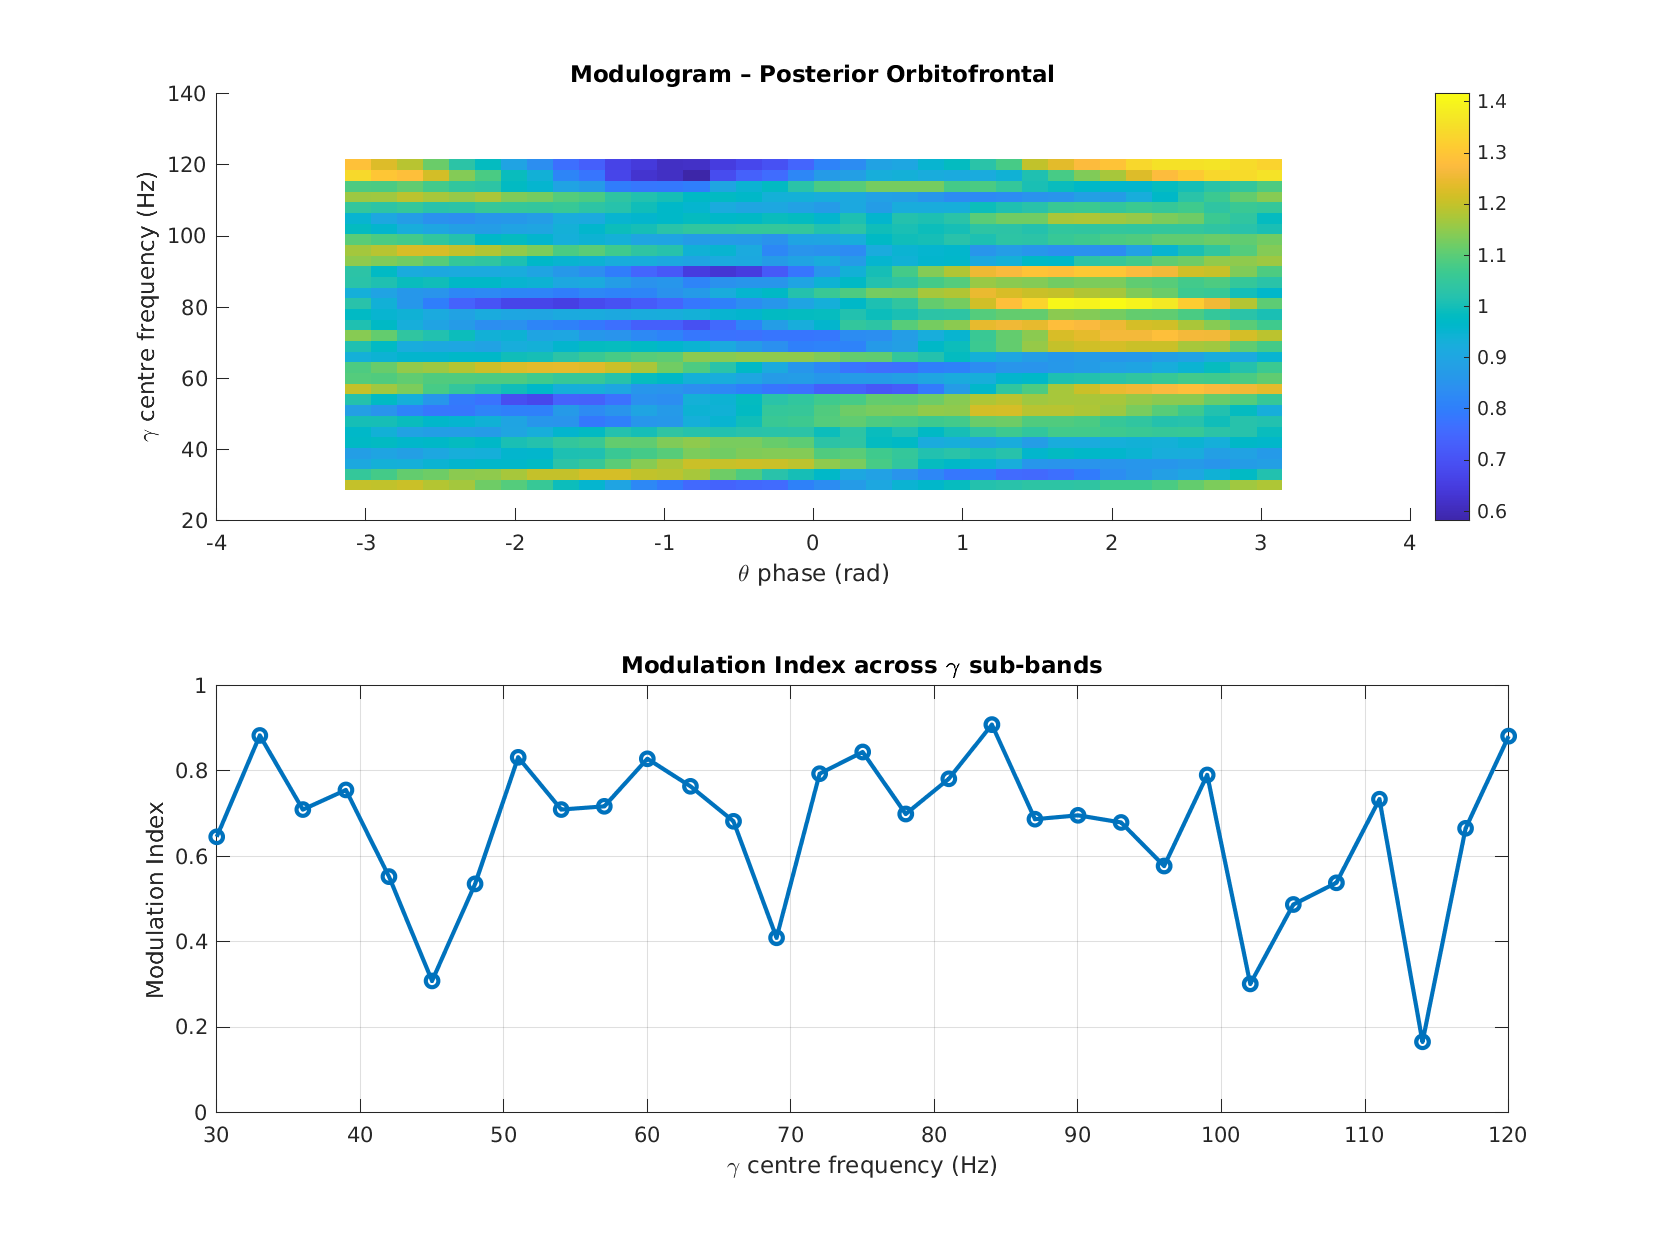 Modulogram – Posterior Orbitofrontal
140
120
100
80
60
40
20
γ centre frequency (Hz)
-4 -3 -2 -1 0 1 2 3 4
θ phase (rad)
1.4
1.3
1.2
1.1
1
0.9
0.8
0.7
0.6
Modulation Index across γ sub-bands
1
0.8
0.6
0.4
0.2
0
Modulation Index
30 40 50 60 70 80 90 100 110 120
γ centre frequency (Hz)